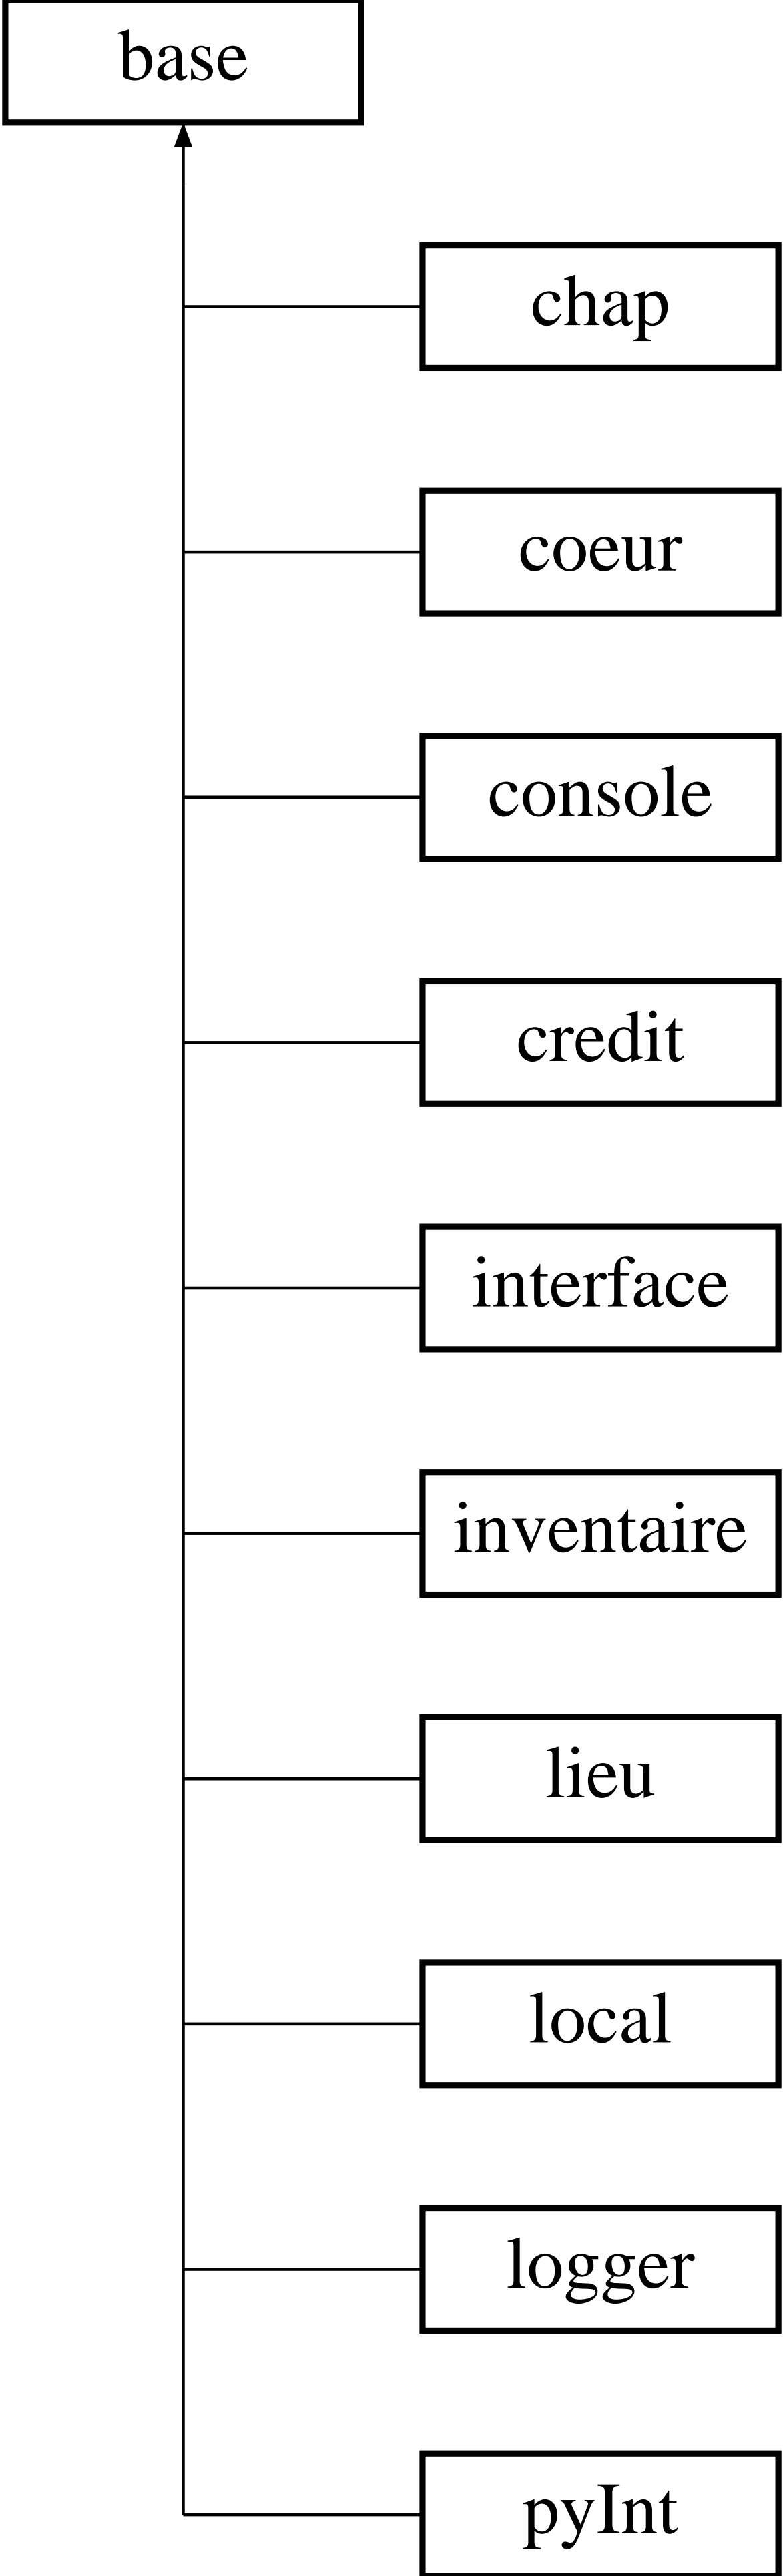 base
chap
coeur
console
credit
interface
inventaire
lieu
local
logger
pyInt